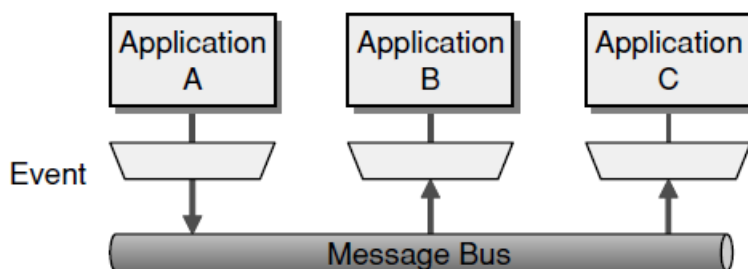 Application
A
Application
B
Application
C
Event
Message Bus